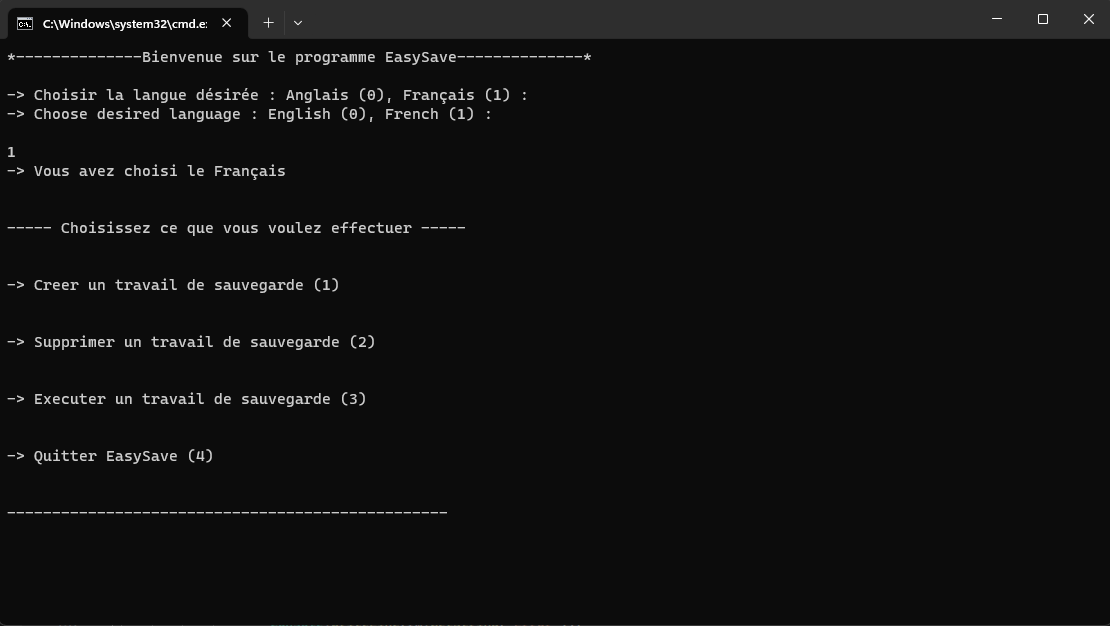 C:\Windows\system32\cmd.e:
*--------------Bienvenue sur le programme EasySave--------------*
-> Choisir la langue désirée : Anglais (0), Français (1) :
-> Choose desired language : English (0), French (1) :
1
-> Vous avez choisi le Français
----- Choisissez ce que vous voulez effectuer -----
-> Creer un travail de sauvegarde (1)
-> Supprimer un travail de sauvegarde (2)
-> Executer un travail de sauvegarde (3)
-> Quitter EasySave (4)
-------------------------------------------------